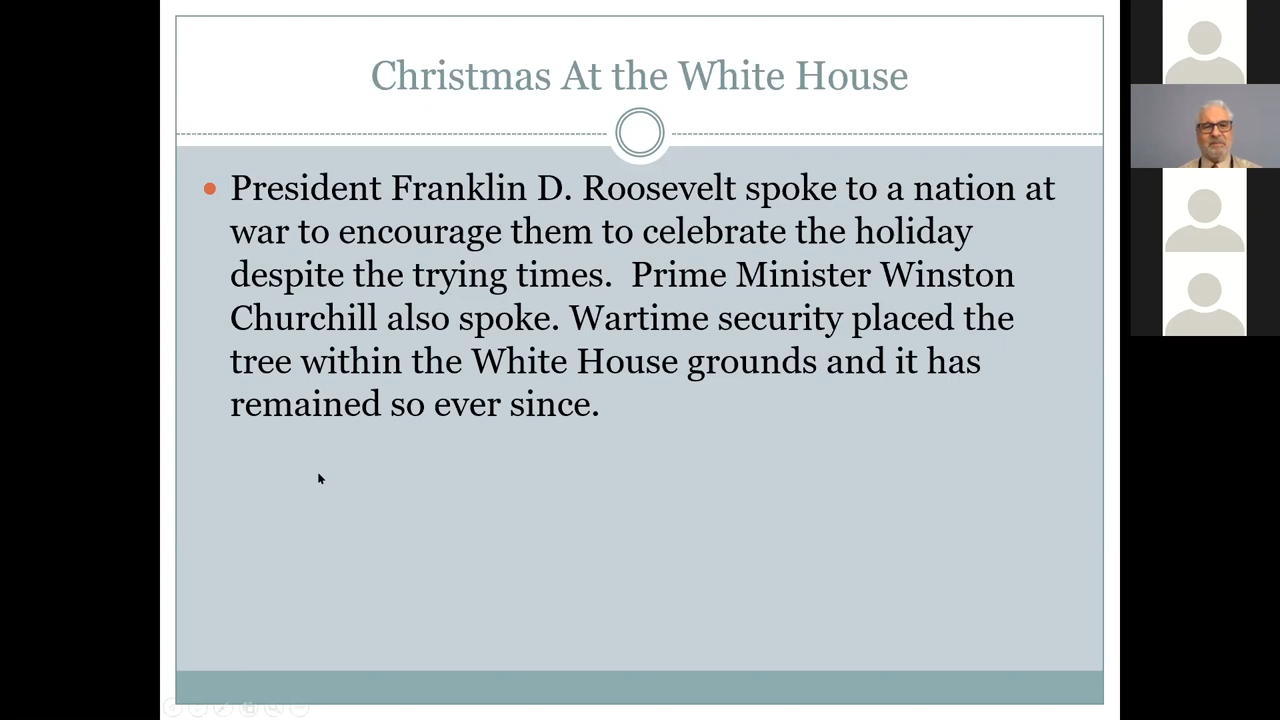 Christmas At the White House
President Franklin D. Roosevelt spoke to a nation at
war to encourage them to celebrate the holiday
despite the trying times.  Prime Minister Winston
Churchill also spoke. Wartime security placed the
tree within the White House grounds and it has
remained so ever since.